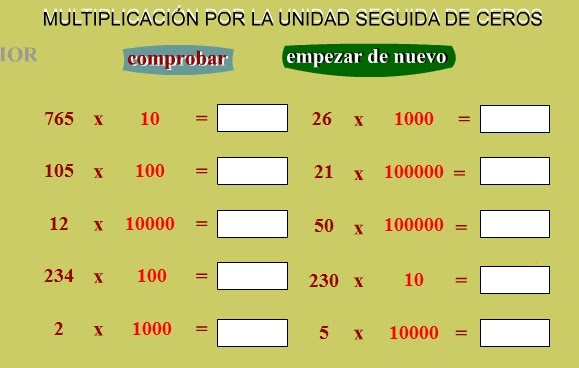 MULTIPLICACIÓN POR LA UNIDAD SEGUIDA DE CEROS
IOR comprobar empezar de nuevo
765 x 10 = 26 x 1000 =
105 x 100 = 21 x 100000 =
12 x 10000 = 50 x 100000 =
234 x 100 = 230 x 10 =
2 x 1000 = 5 x 10000 =